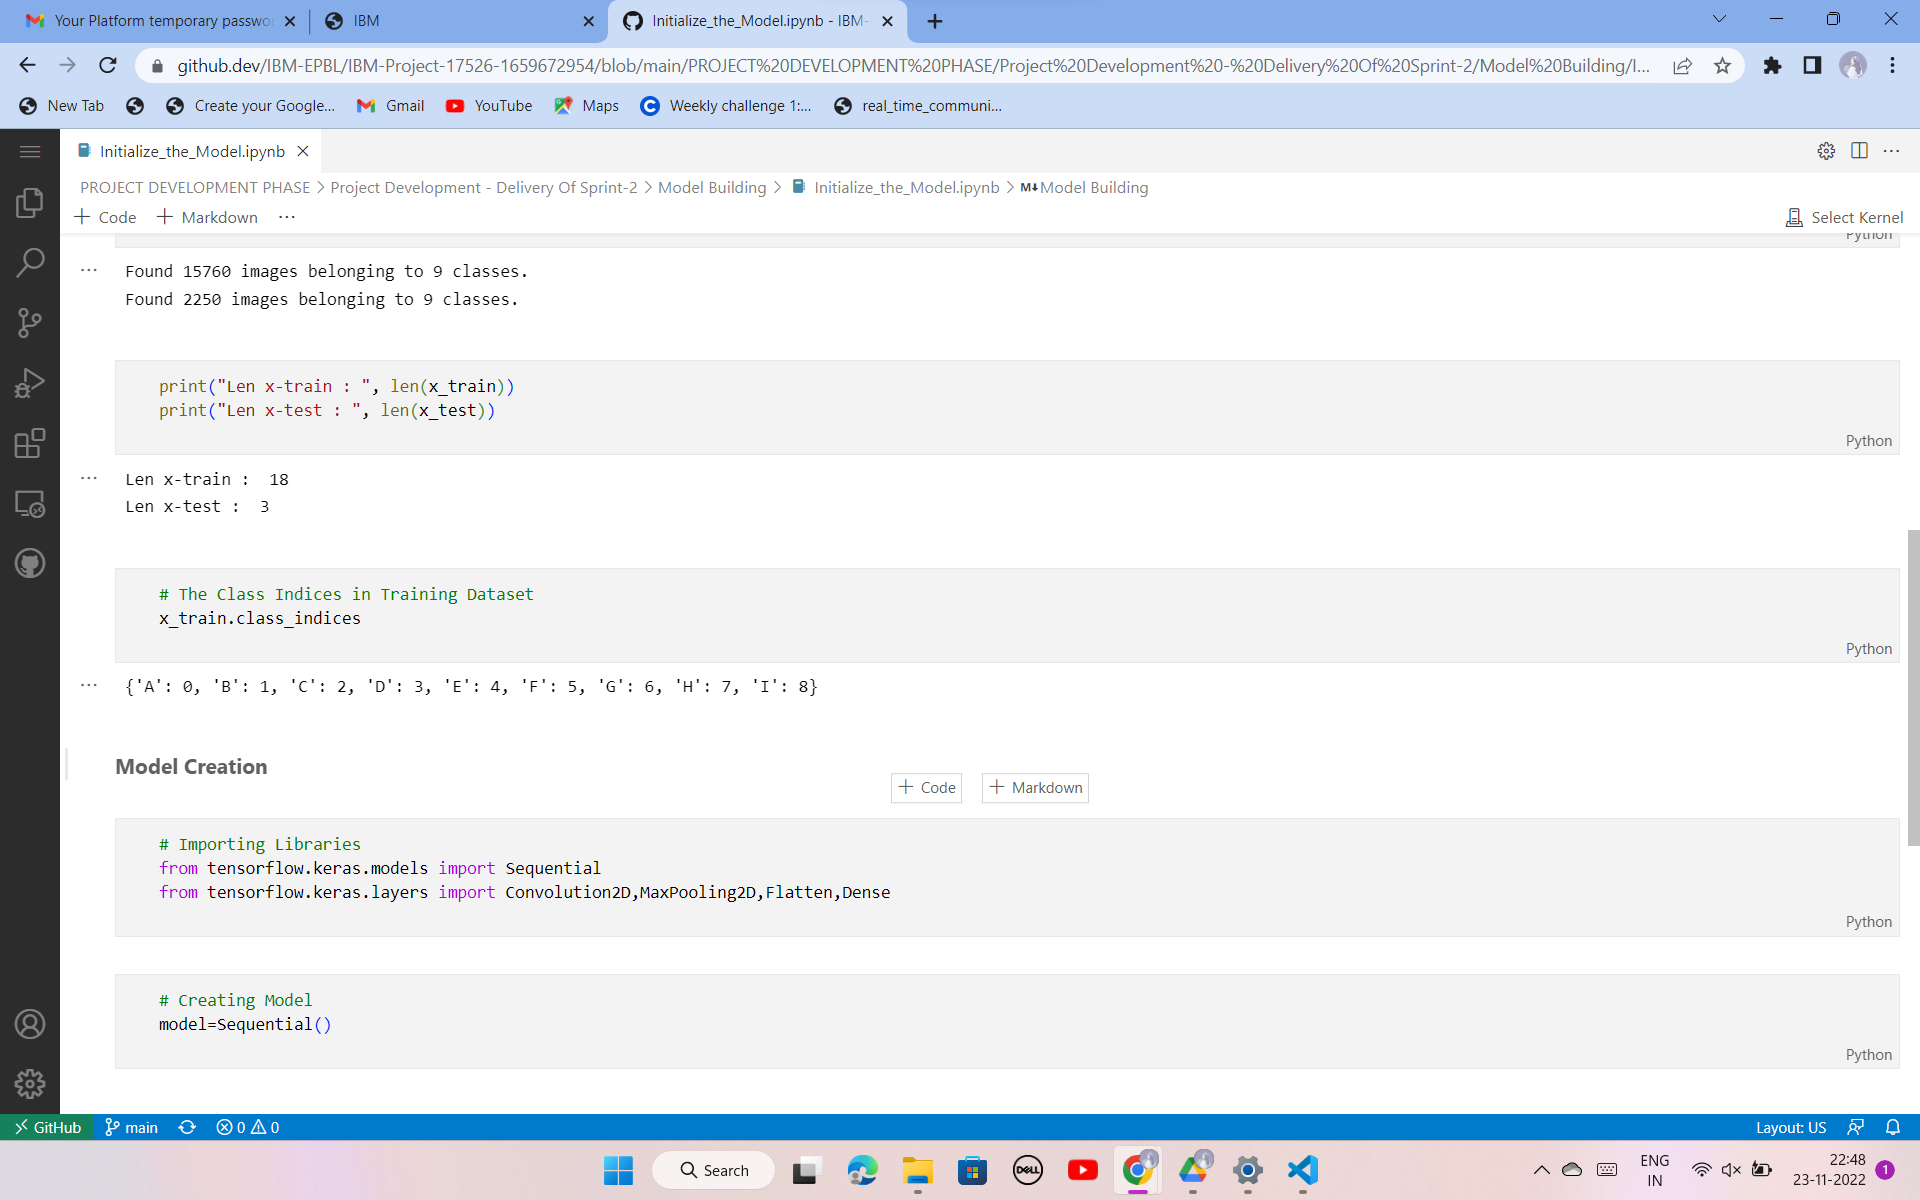 Your Platform temporary passwo
IBM
Initialize_the_Model.ipynb - IBM-
github.dev/IBM-EPBL/IBM-Project-17526-1659672954/blob/main/PROJECT%20DEVELOPMENT%20PHASE/Project%20Development%20-%20Delivery%20Of%20Sprint-2/Model%20Building/I...
New Tab
Create your Google...
Gmail
YouTube
Maps
Weekly challenge 1:...
real_time_communi...
Initialize_the_Model.ipynb
PROJECT DEVELOPMENT PHASE > Project Development - Delivery Of Sprint-2 > Model Building > Initialize_the_Model.ipynb > M↓ Model Building
+ Code + Markdown ...
Select Kernel
Python
Found 15760 images belonging to 9 classes.
Found 2250 images belonging to 9 classes.
print("Len x-train : ", len(x_train))
print("Len x-test : ", len(x_test))
Python
Len x-train :  18
Len x-test :  3
# The Class Indices in Training Dataset
x_train.class_indices
Python
{'A': 0, 'B': 1, 'C': 2, 'D': 3, 'E': 4, 'F': 5, 'G': 6, 'H': 7, 'I': 8}
Model Creation
+ Code + Markdown
# Importing Libraries
from tensorflow.keras.models import Sequential
from tensorflow.keras.layers import Convolution2D,MaxPooling2D,Flatten,Dense
Python
# Creating Model
model=Sequential()
Python
GitHub main 0 0
Layout: US
Search
DELL
ENG
IN
22:48
23-11-2022
1